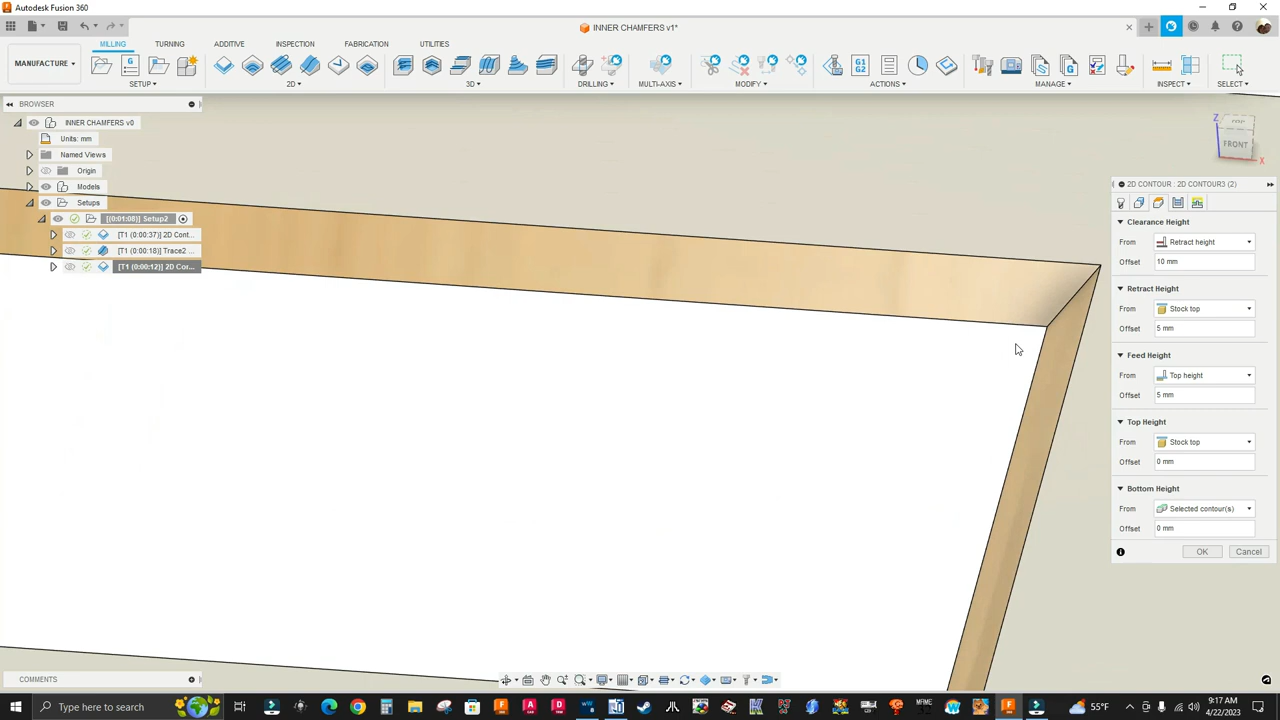 Autodesk Fusion 360
INNER CHAMFERS v1*
MANUFACTURE
MILLING TURNING ADDITIVE INSPECTION FABRICATION UTILITIES
SETUP 2D 3D DRILLING MULTI-AXIS MODIFY ACTIONS MANAGE INSPECT SELECT
G G1 G2 G
BROWSER
INNER CHAMFERS v0
Units: mm
Named Views
Origin
Models
Setups
[(0:01:08)] Setup2
[T1 (0:00:37)] 2D Cont...
[T1 (0:00:18)] Trace2 ...
[T1 (0:00:12)] 2D Cor...
Z
TOP
FRONT
X
2D CONTOUR : 2D CONTOUR3 (2)
Clearance Height
From Retract height
Offset 10 mm
Retract Height
From Stock top
Offset 5 mm
Feed Height
From Top height
Offset 5 mm
Top Height
From Stock top
Offset 0 mm
Bottom Height
From Selected contour(s)
Offset 0 mm
OK Cancel
COMMENTS
Type here to search
55°F
9:17 AM
4/22/2023